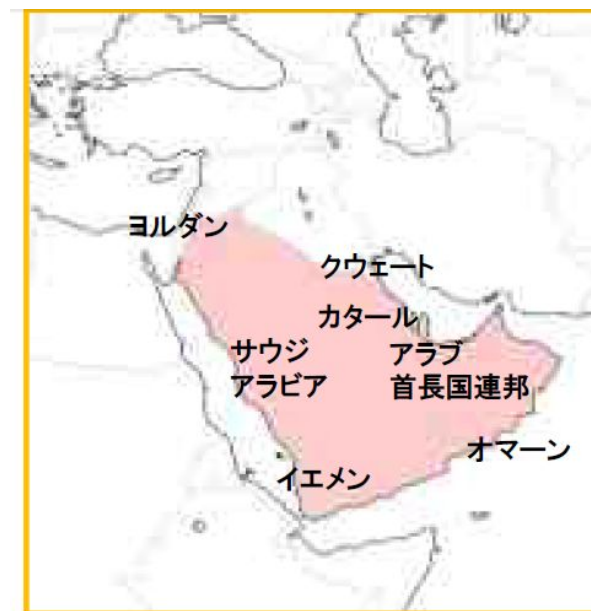 ヨルダン
クウェート
カタール
サウジ
アラビア
アラブ
首長国連邦
オマーン
イエメン